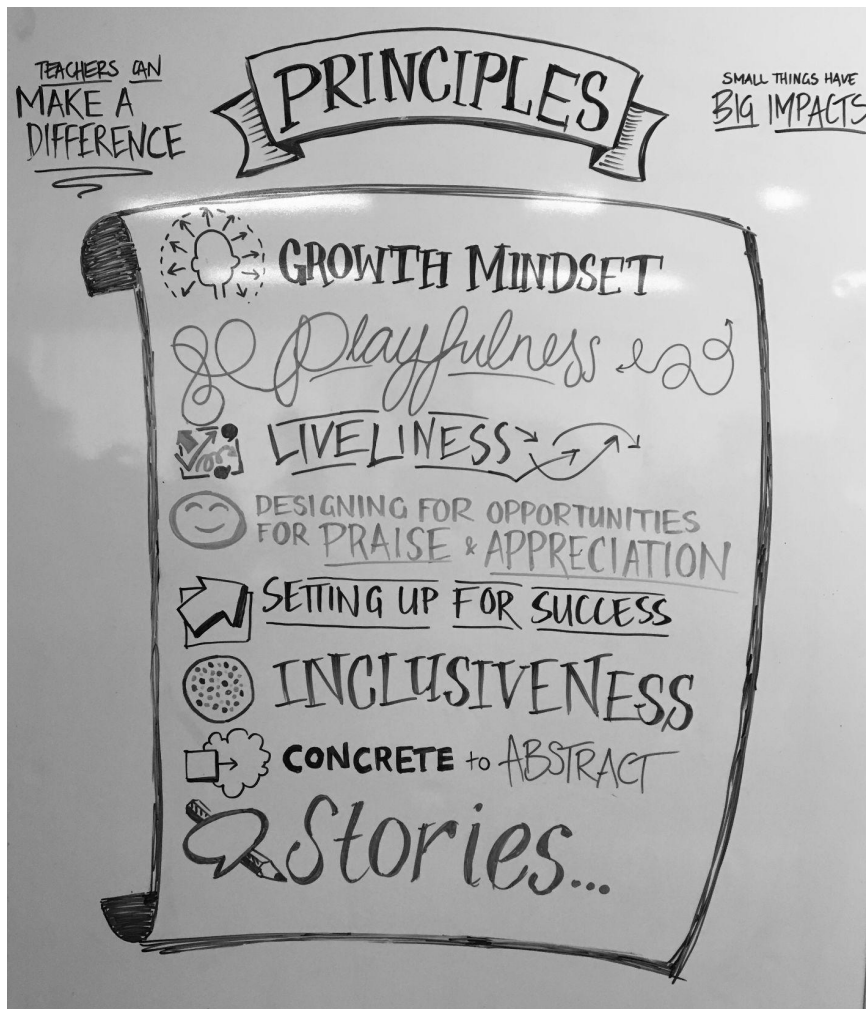 TEACHERS CAN
MAKE A
DIFFERENCE
PRINCIPLES
SMALL THINGS HAVE
BIG IMPACTS
GROWTH MINDSET
Playfulness
LIVELINESS
DESIGNING FOR OPPORTUNITIES
FOR PRAISE & APPRECIATION
SETTING UP FOR SUCCESS
INCLUSIVENESS
CONCRETE to ABSTRACT
Stories...